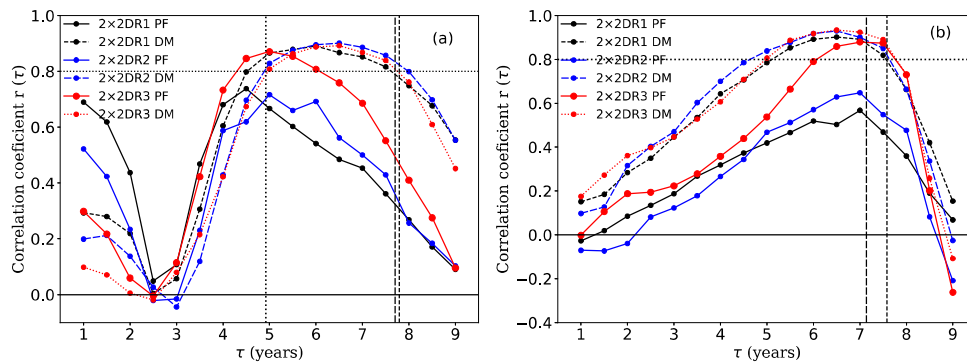 1.0
0.8
0.6
0.4
0.2
0.0
Correlation coeficient r (τ)
2×2DR1 PF
2×2DR1 DM
2×2DR2 PF
2×2DR2 DM
2×2DR3 PF
2×2DR3 DM
(a)
1 2 3 4 5 6 7 8 9
τ (years)
1.0
0.8
0.6
0.4
0.2
0.0
−0.2
−0.4
Correlation coeficient r (τ)
2×2DR1 PF
2×2DR1 DM
2×2DR2 PF
2×2DR2 DM
2×2DR3 PF
2×2DR3 DM
(b)
1 2 3 4 5 6 7 8 9
τ (years)